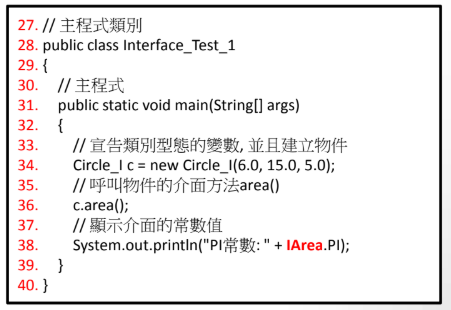 27. // 主程式類別
28. public class Interface_Test_1
29. {
30. // 主程式
31. public static void main(String[] args)
32. {
33. // 宣告類別型態的變數, 並且建立物件
34. Circle_I c = new Circle_I(6.0, 15.0, 5.0);
35. // 呼叫物件的介面方法area()
36. c.area();
37. // 顯示介面的常數值
38. System.out.println("PI常數: " + IArea.PI);
39. }
40. }